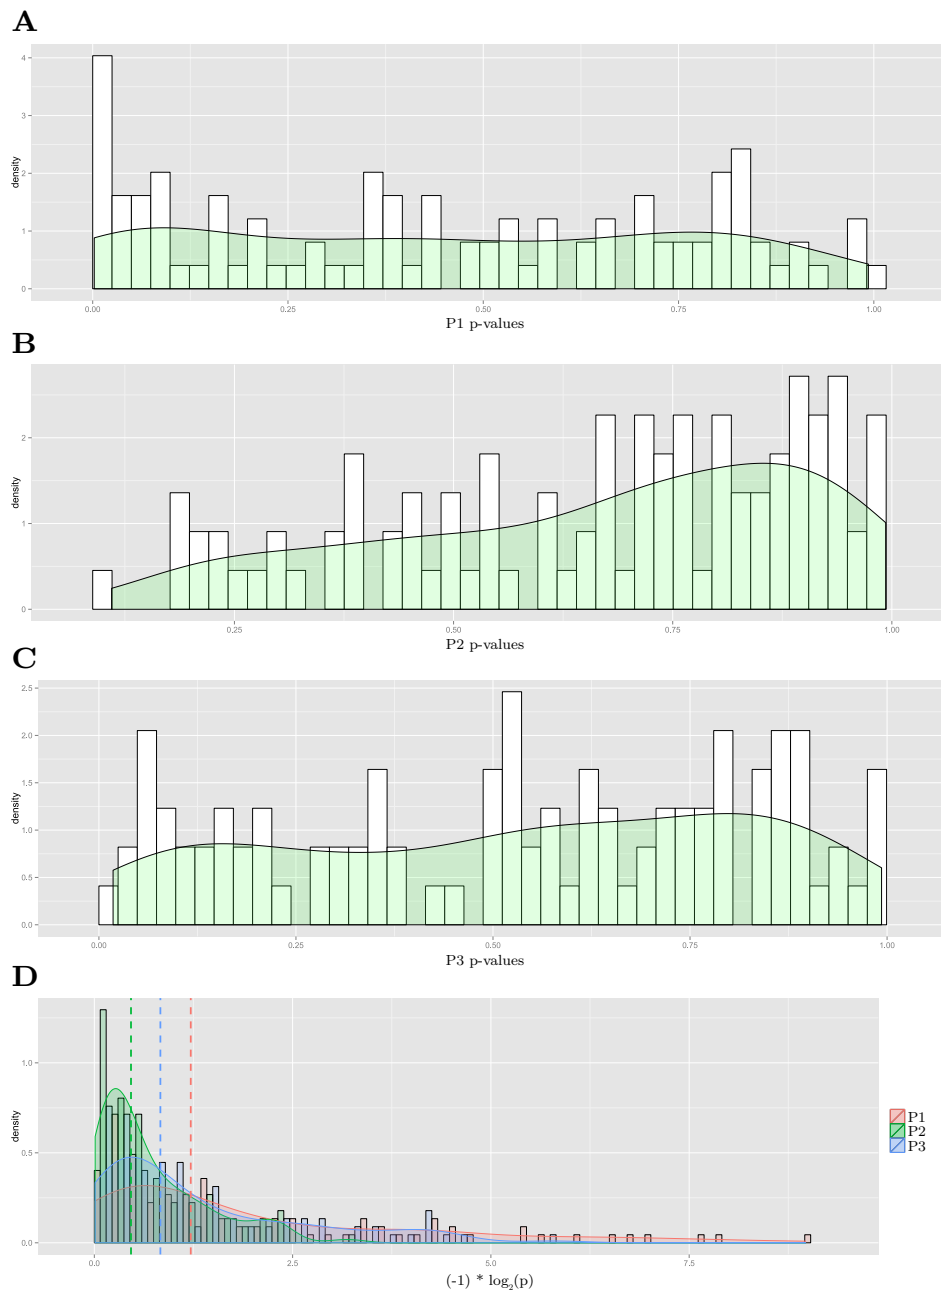 A
4
3
2
1
0
density
0.00 0.25 0.50 0.75 1.00
P1 p-values
B
2
1
0
density
0.25 0.50 0.75 1.00
P2 p-values
C
2.5
2.0
1.5
1.0
0.5
0.0
density
0.00 0.25 0.50 0.75 1.00
P3 p-values
D
1.0
0.5
0.0
density
0.0 2.5 5.0 7.5
(-1) * log₂(p)
P1
P2
P3